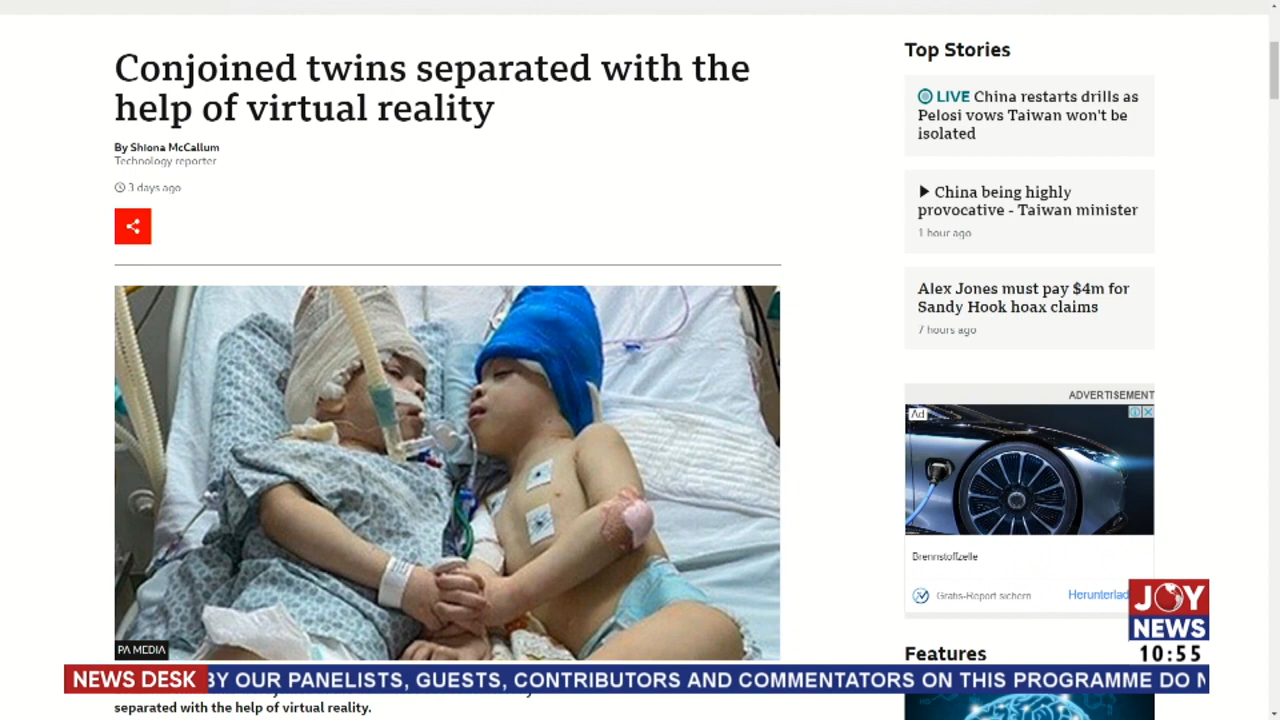 Conjoined twins separated with the
help of virtual reality
By Shiona McCallum
Technology reporter
3 days ago
PA MEDIA
separated with the help of virtual reality.
Top Stories
LIVE China restarts drills as
Pelosi vows Taiwan won't be
isolated
China being highly
provocative - Taiwan minister
1 hour ago
Alex Jones must pay $4m for
Sandy Hook hoax claims
7 hours ago
ADVERTISEMENT
Ad
Brennstoffzelle
Gratis-Report sichern
Herunterlad
Features
JOY
NEWS
10:55
NEWS DESK
BY OUR PANELISTS, GUESTS, CONTRIBUTORS AND COMMENTATORS ON THIS PROGRAMME DO N